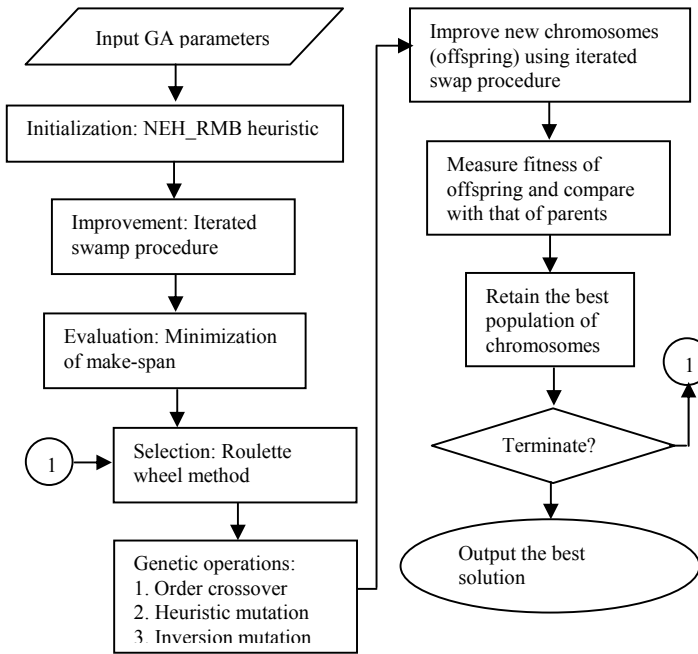 Input GA parameters
Initialization: NEH_RMB heuristic
Improvement: Iterated
swamp procedure
Evaluation: Minimization
of make-span
1
Selection: Roulette
wheel method
Genetic operations:
1. Order crossover
2. Heuristic mutation
3. Inversion mutation
Improve new chromosomes
(offspring) using iterated
swap procedure
Measure fitness of
offspring and compare
with that of parents
Retain the best
population of
chromosomes
1
Terminate?
Output the best
solution